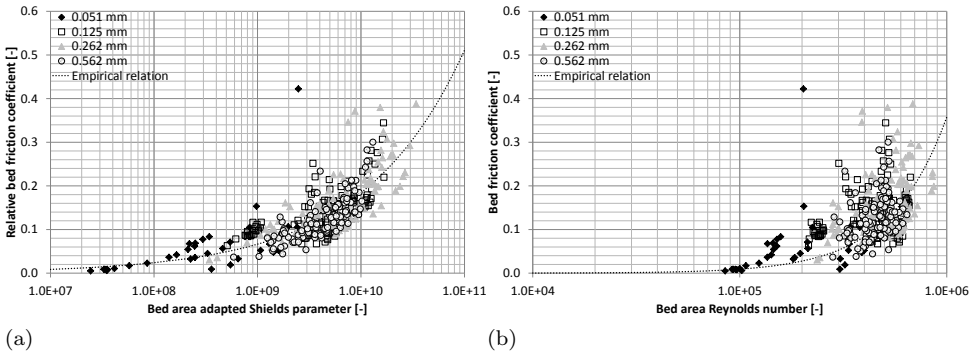 Relative bed friction coefficient [-]
0.6
0.5
0.4
0.3
0.2
0.1
0.0
0.051 mm
0.125 mm
0.262 mm
0.562 mm
Empirical relation
1.0E+07
1.0E+08
1.0E+09
1.0E+10
1.0E+11
Bed area adapted Shields parameter [-]
(a)
Bed friction coefficient [-]
0.6
0.5
0.4
0.3
0.2
0.1
0.0
0.051 mm
0.125 mm
0.262 mm
0.562 mm
Empirical relation
1.0E+04
1.0E+05
1.0E+06
Bed area Reynolds number [-]
(b)